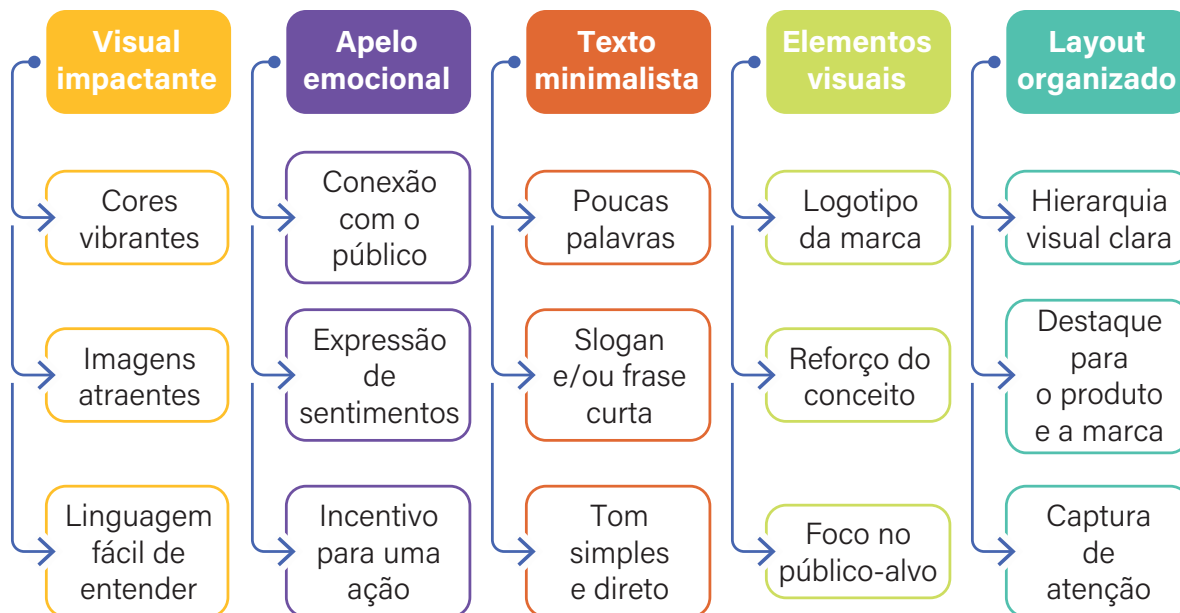 Visual
impactante
Cores
vibrantes
Imagens
atraentes
Linguagem
fácil de
entender
Apelo
emocional
Conexão
com o
público
Expressão
de
sentimentos
Incentivo
para uma
ação
Texto
minimalista
Poucas
palavras
Slogan
e/ou frase
curta
Tom
simples
e direto
Elementos
visuais
Logotipo
da marca
Reforço do
conceito
Foco no
público-alvo
Layout
organizado
Hierarquia
visual clara
Destaque
para
o produto
e a marca
Captura
de
atenção